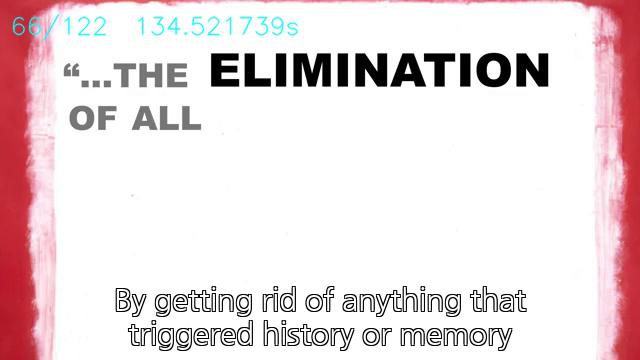 66/122 134.521739s
“...THE ELIMINATION
OF ALL
By getting rid of anything that
triggered history or memory